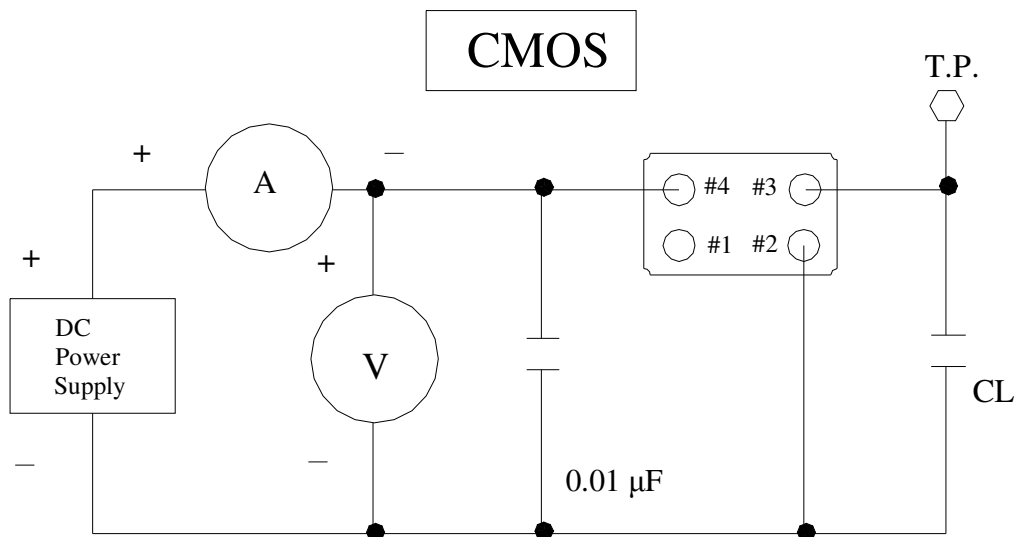 CMOS
T.P.
+
A
−
#4 #3
#1 #2
+
+
DC
Power
Supply
V
CL
−
−
0.01 μF